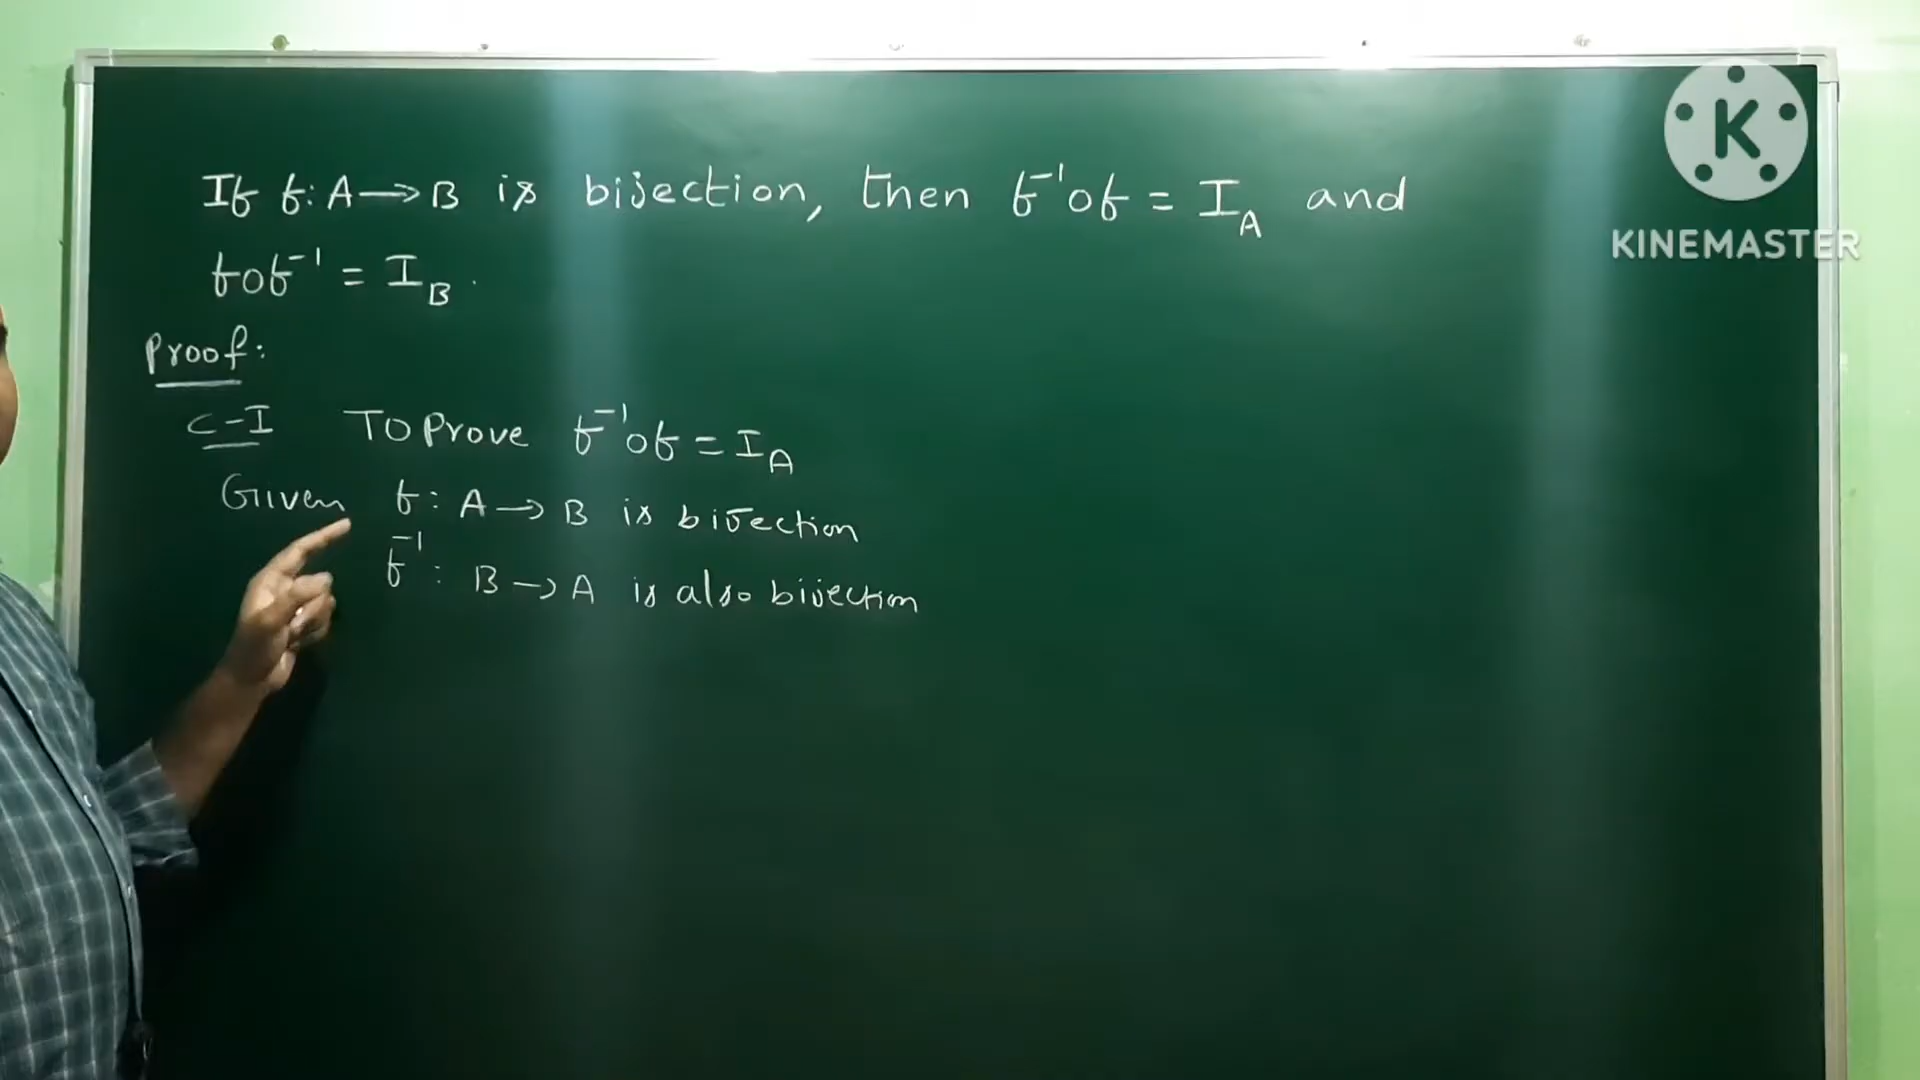 If f: A → B is bijection, then f⁻¹of = I_A and
fof⁻¹ = I_B.
Proof:
C-I To Prove f⁻¹of = I_A
Given f: A → B is bijection
f⁻¹: B → A is also bijection
K
KINEMASTER